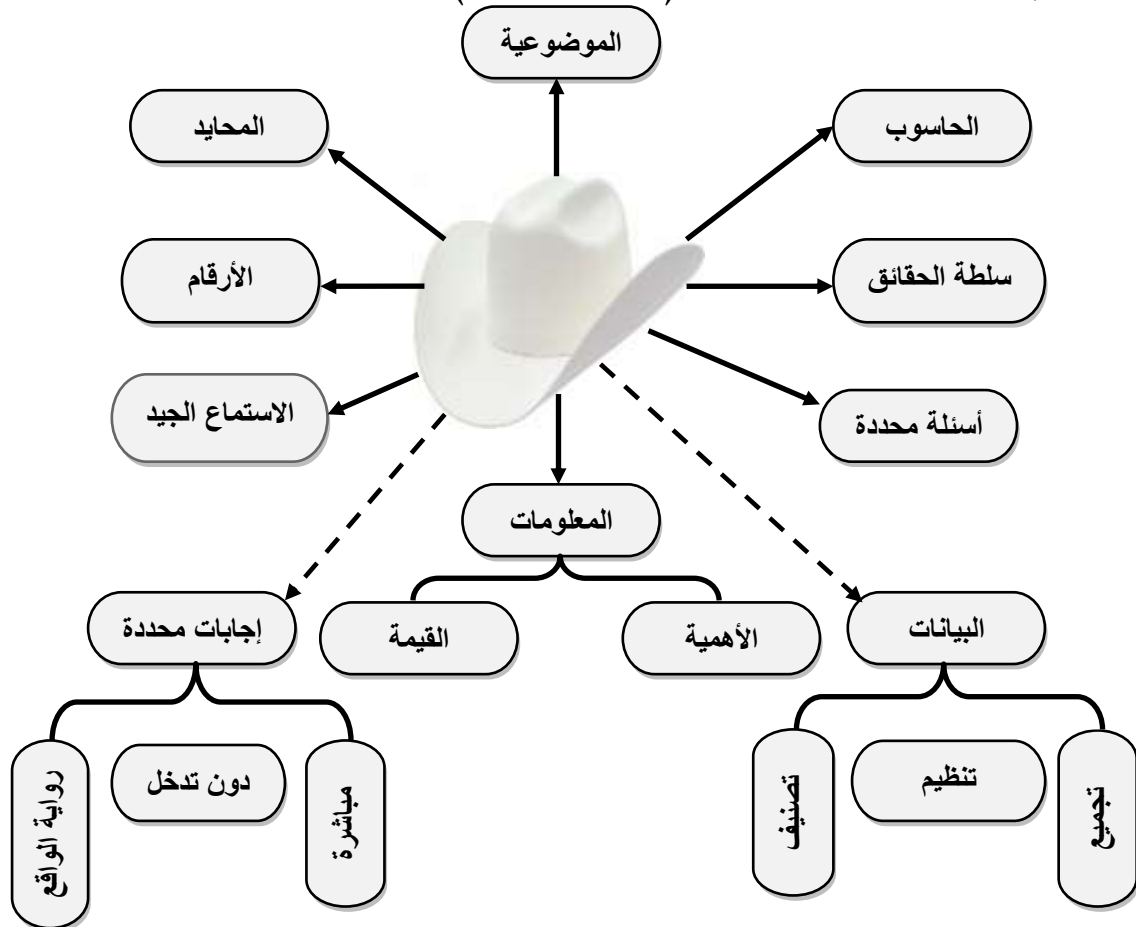 الموضوعية
الحاسوب
المحايد
سلطة الحقائق
الأرقام
أسئلة محددة
الاستماع الجيد
المعلومات
البيانات
الأهمية
القيمة
إجابات محددة
تجميع
تنظيم
تصنيف
مباشرة
دون تدخل
رواية الواقع